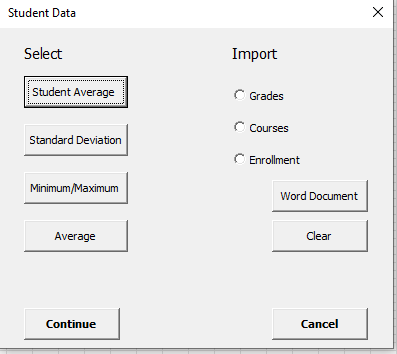 Student Data
Select
Import
Student Average
Grades
Standard Deviation
Courses
Minimum/Maximum
Enrollment
Word Document
Average
Clear
Continue
Cancel